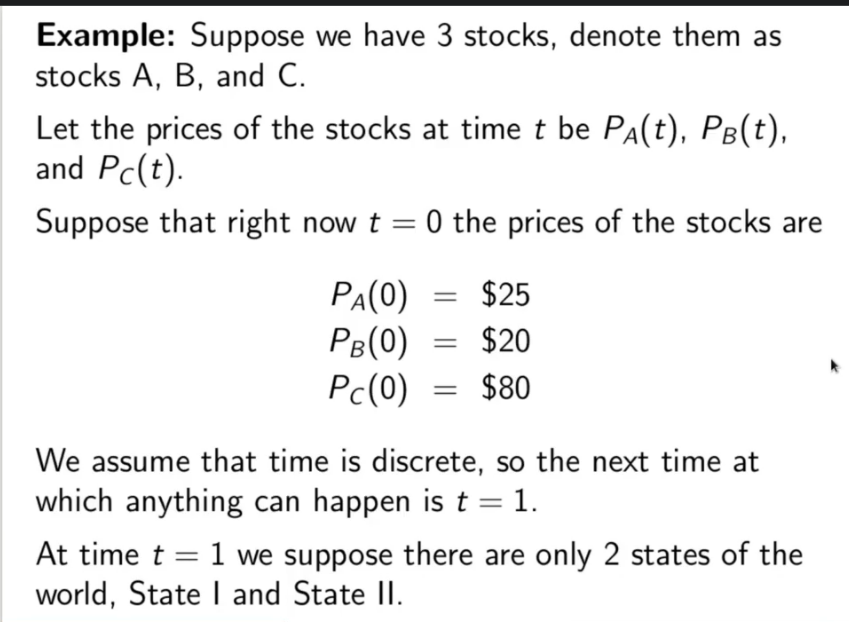 Example: Suppose we have 3 stocks, denote them as
stocks A, B, and C.
Let the prices of the stocks at time t be P_A(t), P_B(t),
and P_C(t).
Suppose that right now t = 0 the prices of the stocks are
P_A(0) = $25
P_B(0) = $20
P_C(0) = $80
We assume that time is discrete, so the next time at
which anything can happen is t = 1.
At time t = 1 we suppose there are only 2 states of the
world, State I and State II.